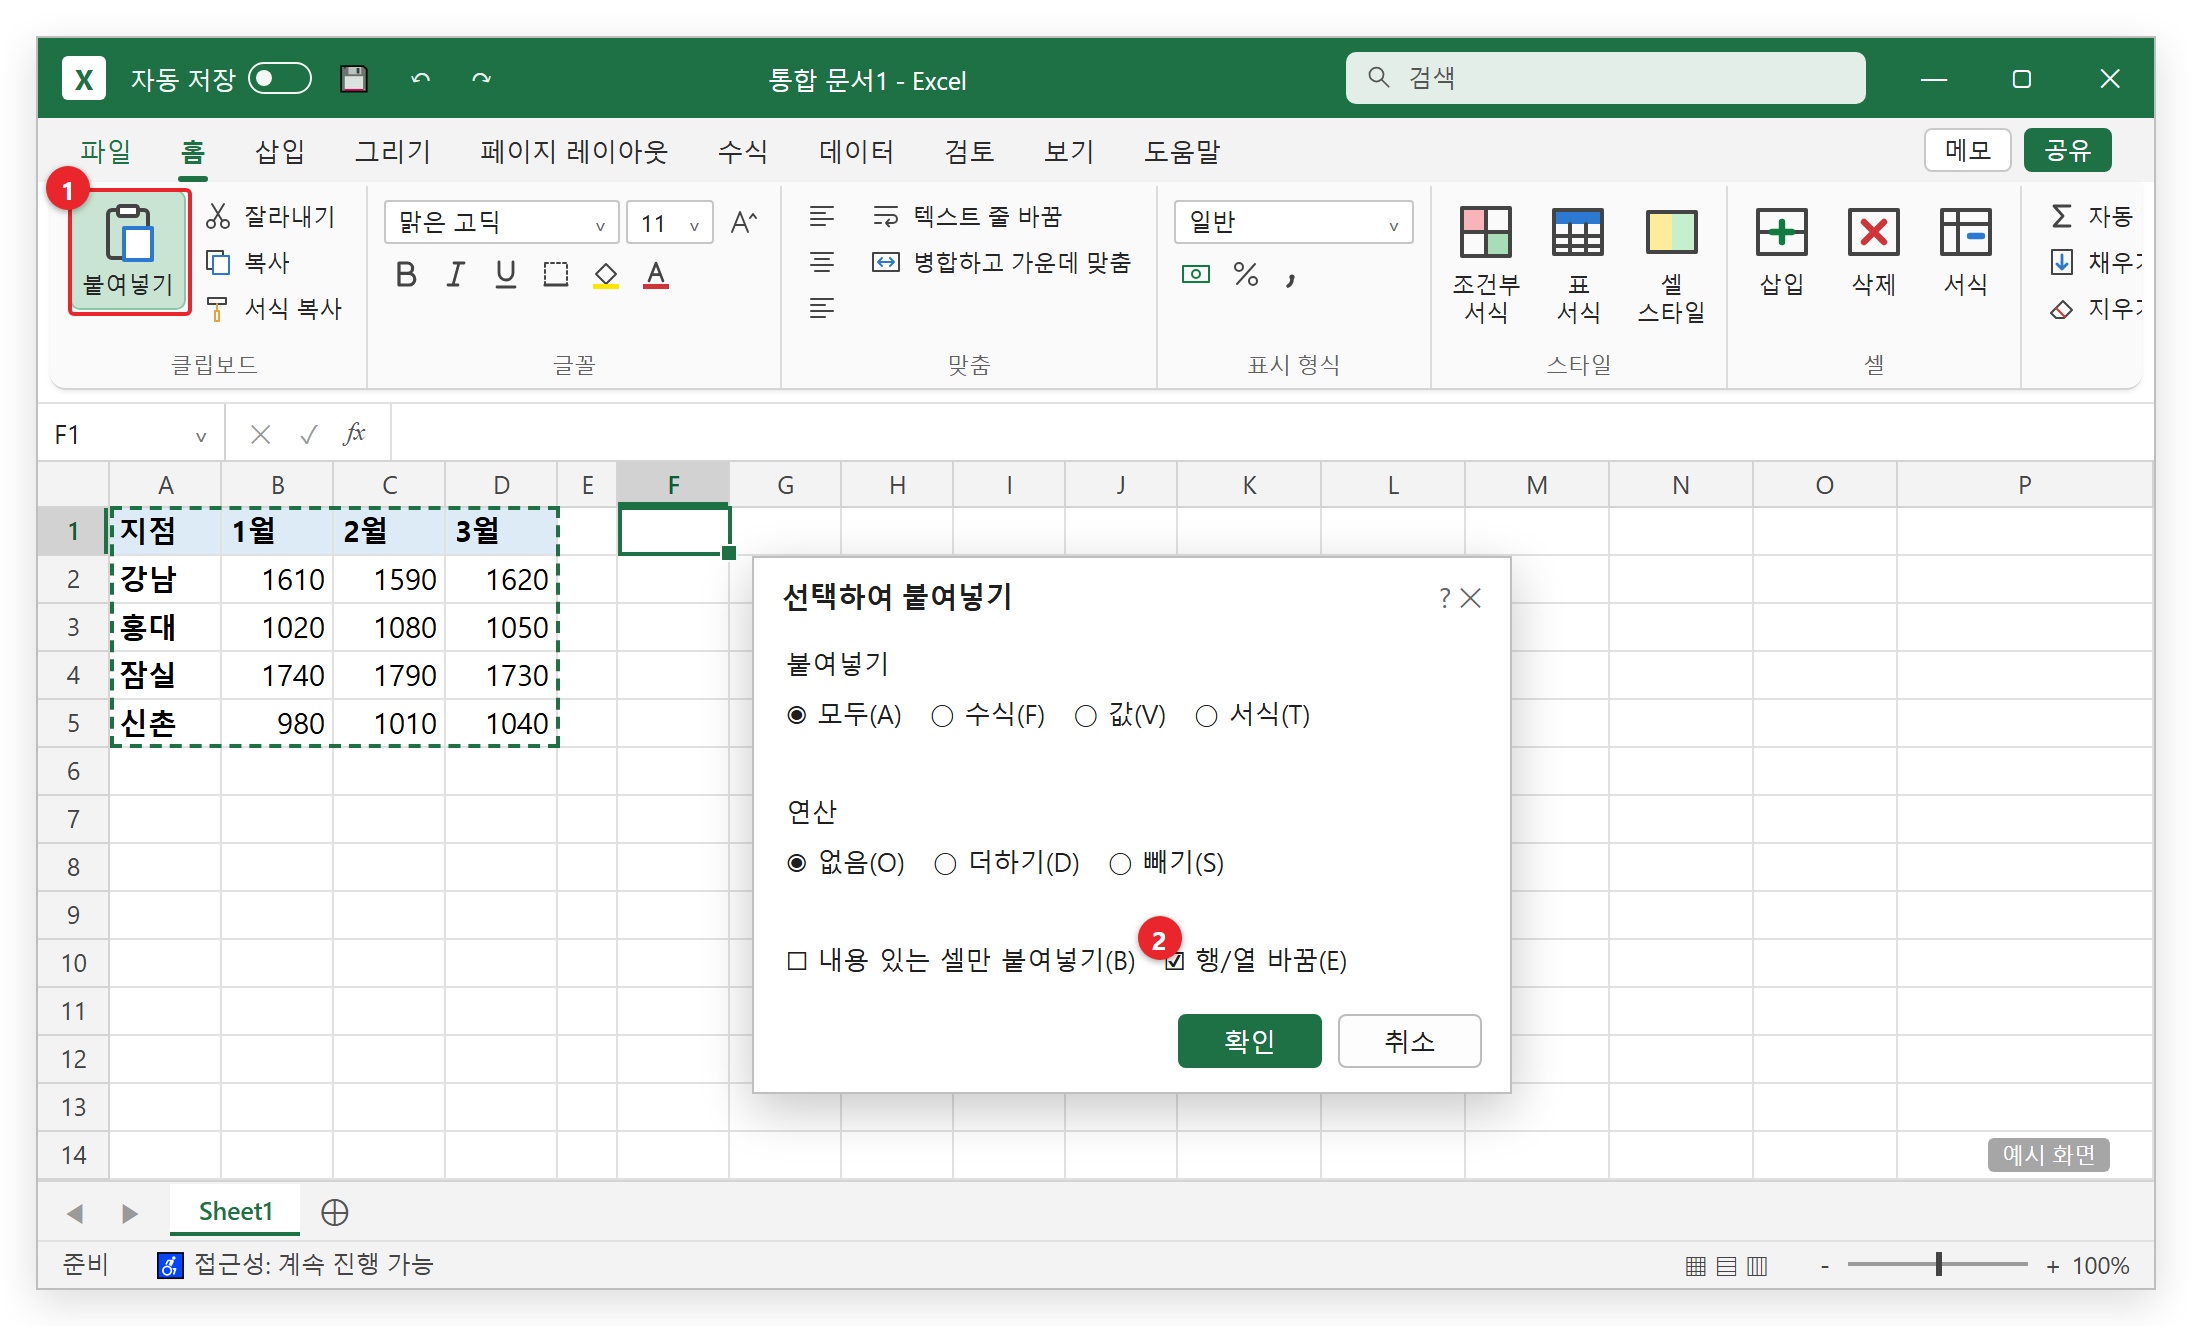 X 자동 저장 통합 문서1 - Excel 검색
파일 홈 삽입 그리기 페이지 레이아웃 수식 데이터 검토 보기 도움말 메모 공유
1
붙여넣기
잘라내기
복사
서식 복사
클립보드
맑은 고딕 11 A^
B I U A
글꼴
텍스트 줄 바꿈
병합하고 가운데 맞춤
맞춤
일반
% ,
표시 형식
조건부 서식
표 서식
셀 스타일
스타일
삽입 삭제 서식
셀
Σ 자동
채우기
지우기
F1 fx
A B C D E F G H I J K L M N O P
1 지점 1월 2월 3월
2 강남 1610 1590 1620
3 홍대 1020 1080 1050
4 잠실 1740 1790 1730
5 신촌 980 1010 1040
6
7
8
9
10
11
12
13
14
선택하여 붙여넣기 ?
붙여넣기
모두(A) 수식(F) 값(V) 서식(T)
연산
없음(O) 더하기(D) 빼기(S)
2
내용 있는 셀만 붙여넣기(B) 행/열 바꿈(E)
확인 취소
예시 화면
Sheet1
준비 접근성: 계속 진행 가능 - + 100%